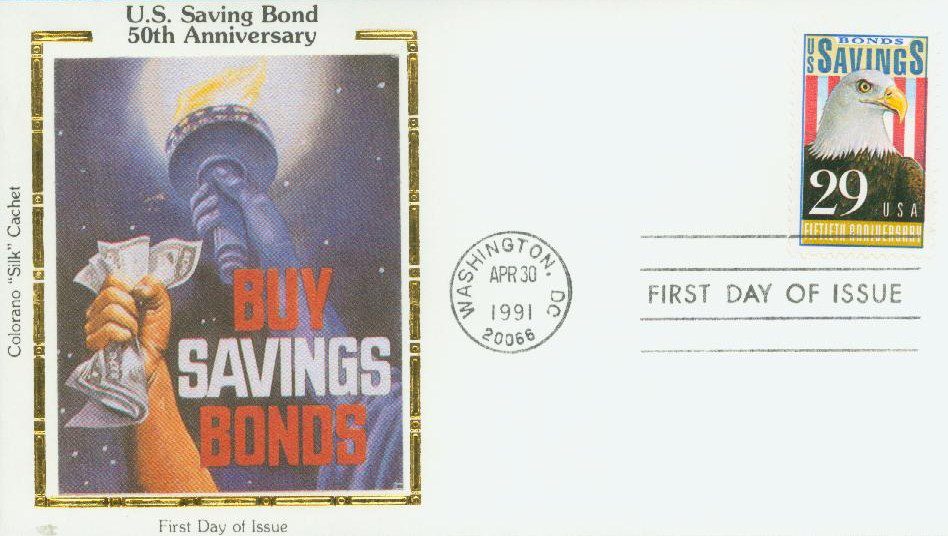 U.S. Saving Bond
50th Anniversary
Colorano "Silk" Cachet
BUY
SAVINGS
BONDS
First Day of Issue
WASHINGTON, DC
APR 30
1991
20066
US
BONDS
SAVINGS
29
USA
FIFTIETH ANNIVERSARY
FIRST DAY OF ISSUE